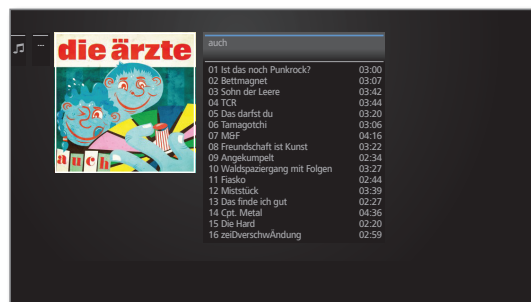 ...
die ärzte
auch
auch
01 Ist das noch Punkrock? 03:00
02 Bettmagnet 03:07
03 Sohn der Leere 03:42
04 TCR 03:44
05 Das darfst du 03:20
06 Tamagotchi 03:06
07 M&F 04:16
08 Freundschaft ist Kunst 03:22
09 Angekumpelt 02:34
10 Waldspaziergang mit Folgen 03:27
11 Fiasko 02:44
12 Miststück 03:39
13 Das finde ich gut 02:27
14 Cpt. Metal 04:36
15 Die Hard 02:20
16 zeiDverschwÄndung 02:59